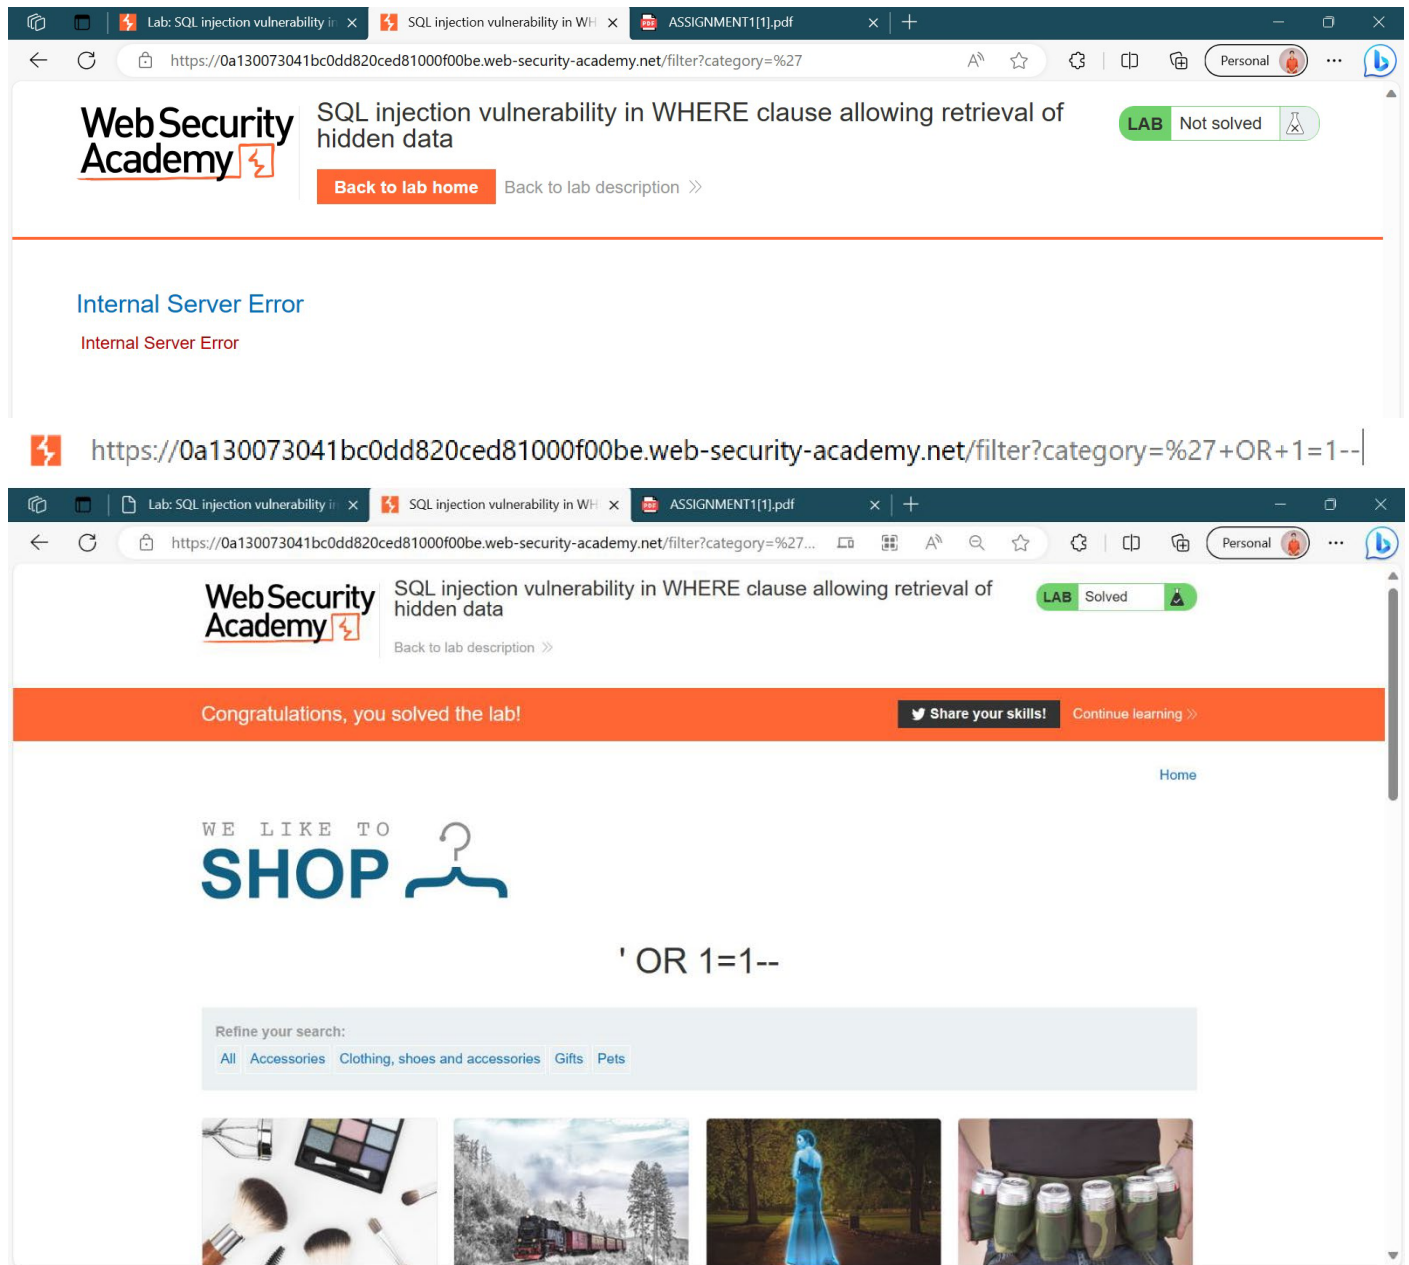 Lab: SQL injection vulnerability in
SQL injection vulnerability in WH
ASSIGNMENT1[1].pdf
https://0a130073041bc0dd820ced81000f00be.web-security-academy.net/filter?category=%27
Personal
Web Security
Academy
SQL injection vulnerability in WHERE clause allowing retrieval of
hidden data
LAB Not solved
Back to lab home Back to lab description
Internal Server Error
Internal Server Error
https://0a130073041bc0dd820ced81000f00be.web-security-academy.net/filter?category=%27+OR+1=1--
Lab: SQL injection vulnerability in
SQL injection vulnerability in WH
ASSIGNMENT1[1].pdf
https://0a130073041bc0dd820ced81000f00be.web-security-academy.net/filter?category=%27...
Personal
Web Security
Academy
SQL injection vulnerability in WHERE clause allowing retrieval of
hidden data
LAB Solved
Back to lab description
Congratulations, you solved the lab!
Share your skills! Continue learning
Home
WE LIKE TO
SHOP
' OR 1=1--
Refine your search:
All Accessories Clothing, shoes and accessories Gifts Pets